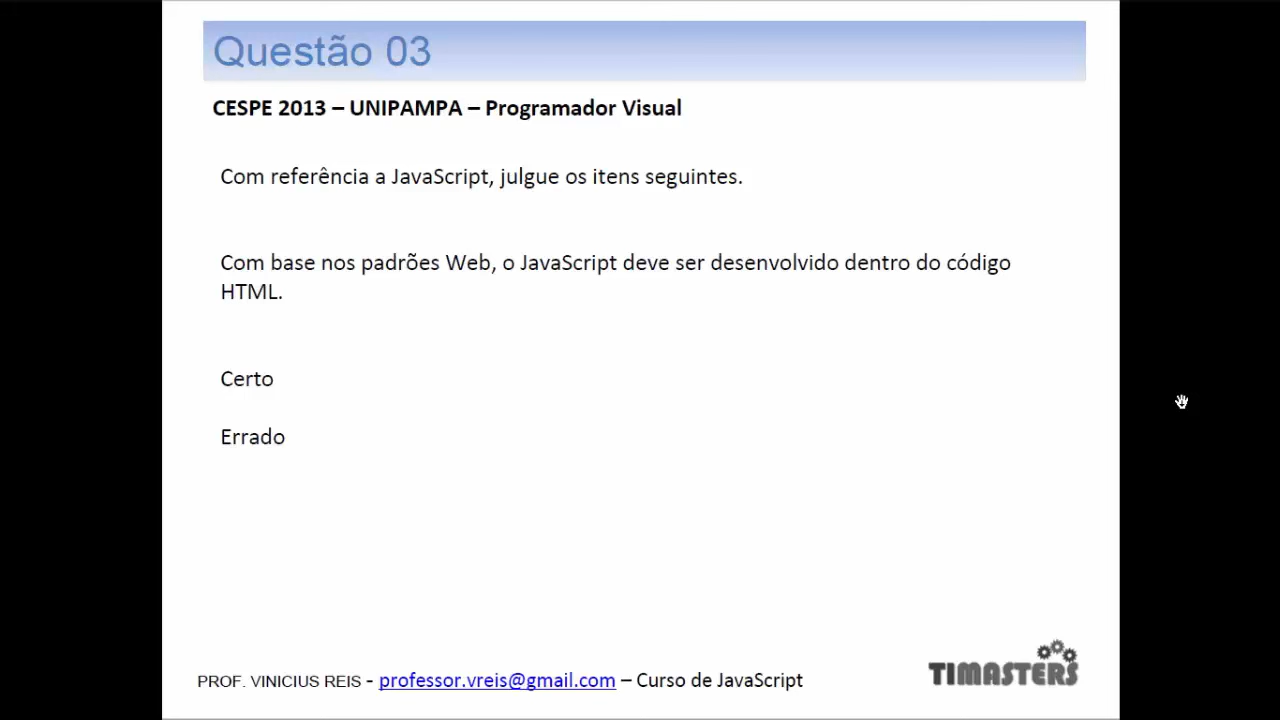 Questão 03
CESPE 2013 – UNIPAMPA – Programador Visual
Com referência a JavaScript, julgue os itens seguintes.
Com base nos padrões Web, o JavaScript deve ser desenvolvido dentro do código
HTML.
Certo
Errado
PROF. VINICIUS REIS - professor.vreis@gmail.com – Curso de JavaScript
TIMASTERS